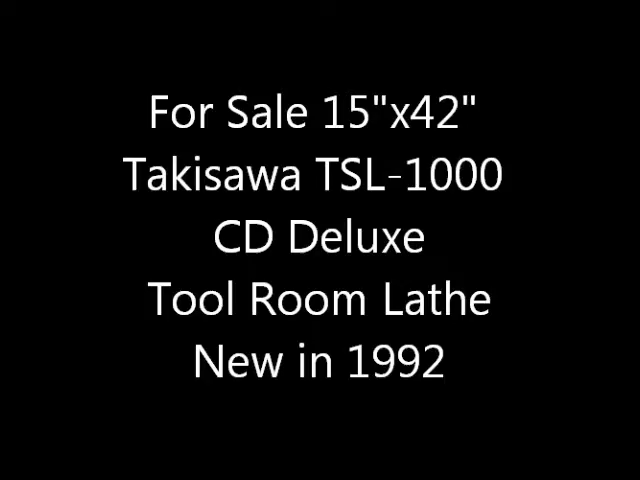 For Sale 15"x42"
Takisawa TSL-1000
CD Deluxe
Tool Room Lathe
New in 1992